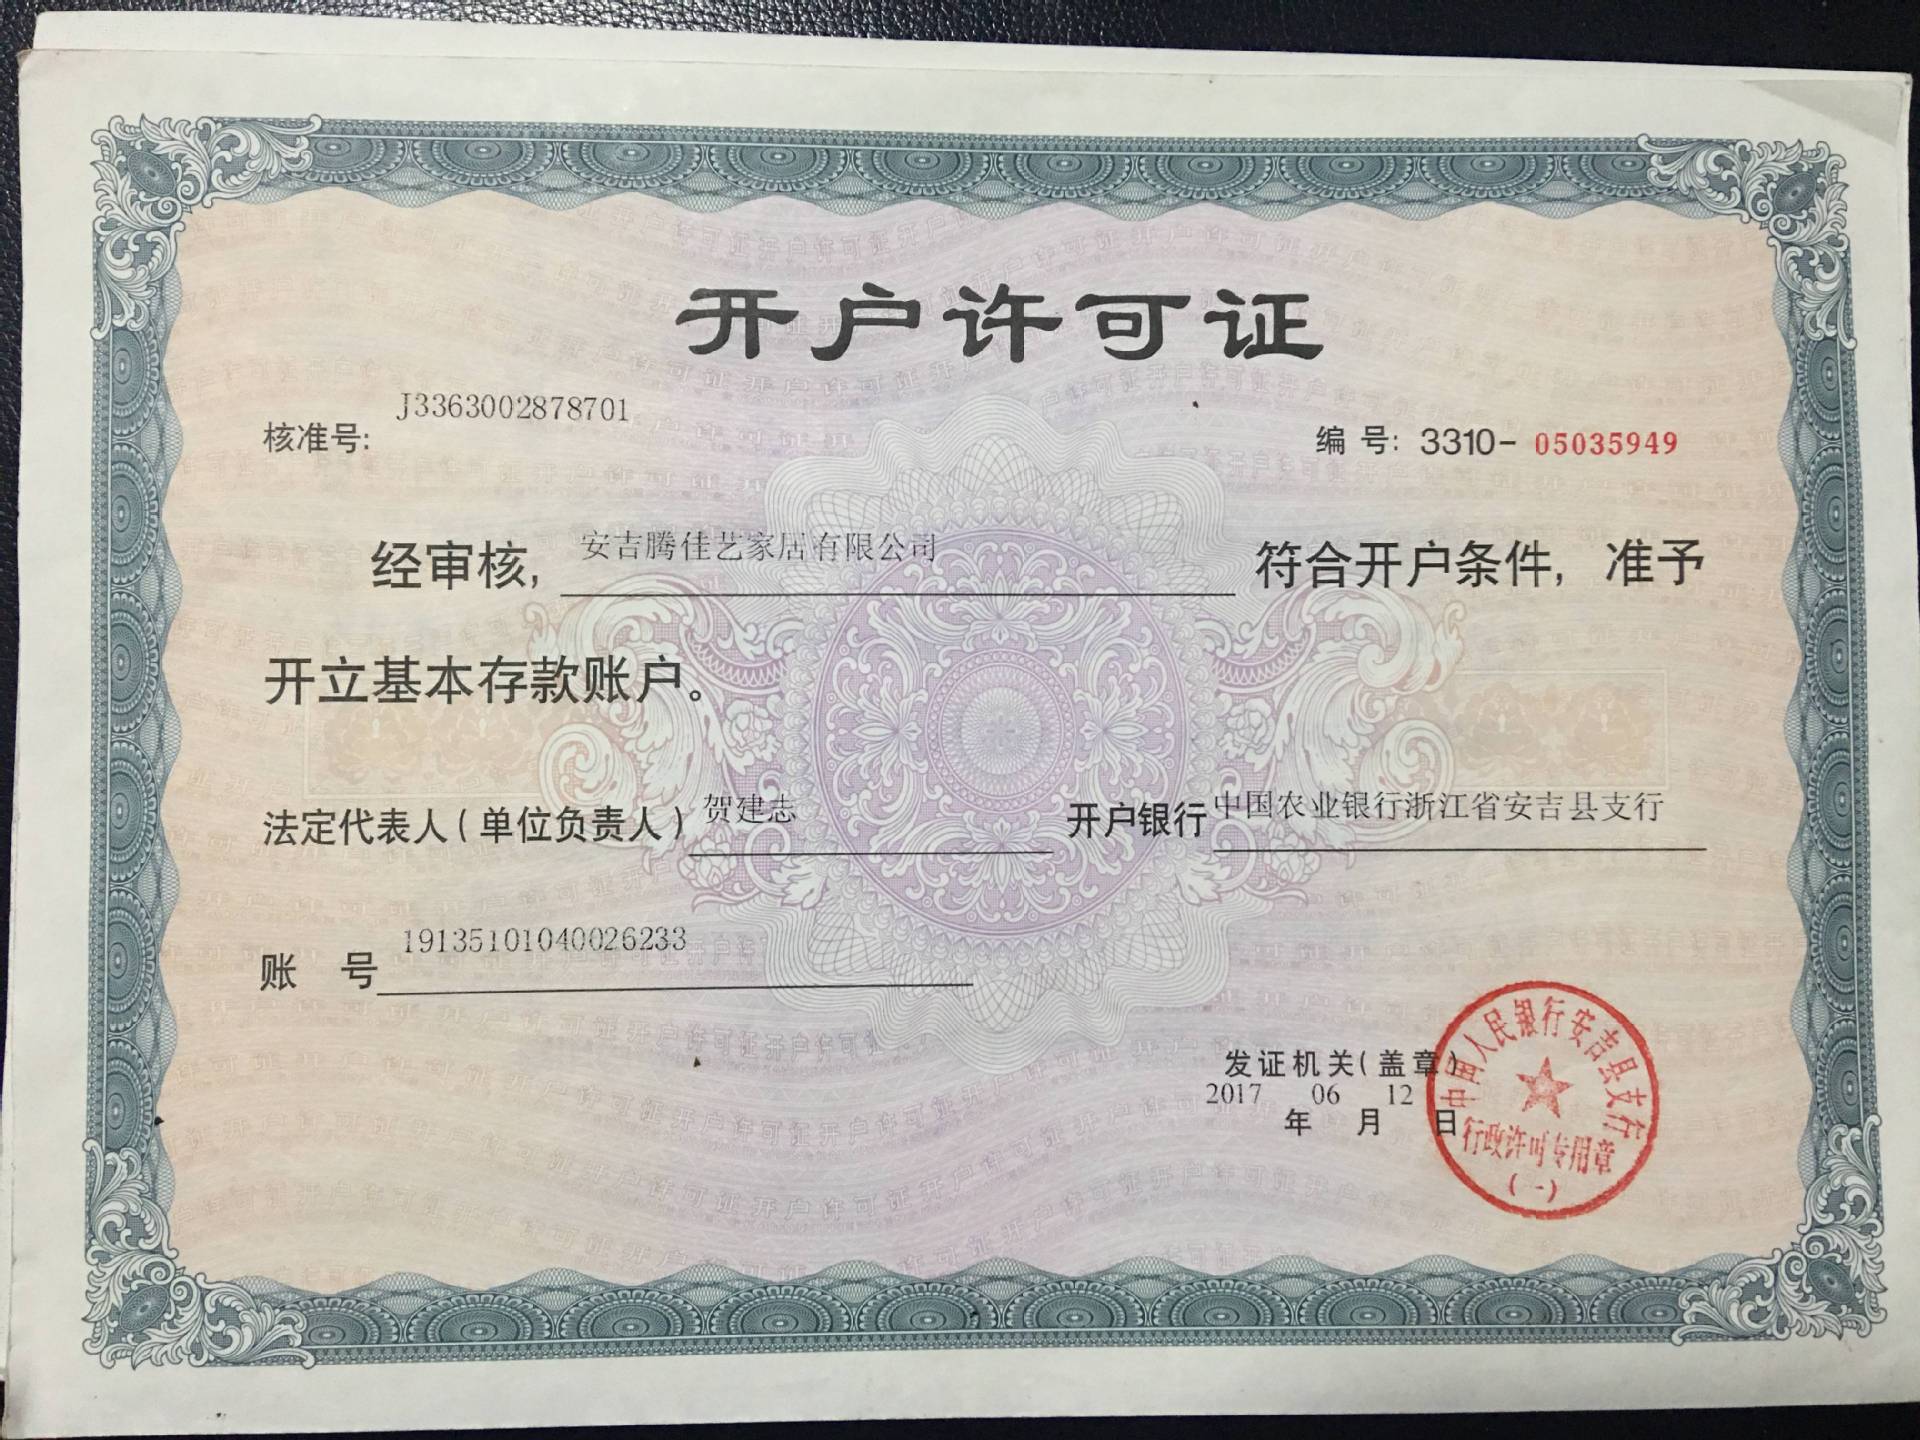 开户许可证
核准号: J3363002878701
编 号: 3310- 05035949
经审核, 安吉腾佳艺家居有限公司 符合开户条件, 准予
开立基本存款账户。
法定代表人(单位负责人) 贺建志 开户银行 中国农业银行浙江省安吉县支行
账 号 19135101040026233
发证机关(盖章)
2017 年 06 月 12 日
中国人民银行安吉县支行
行政许可专用章
(一)